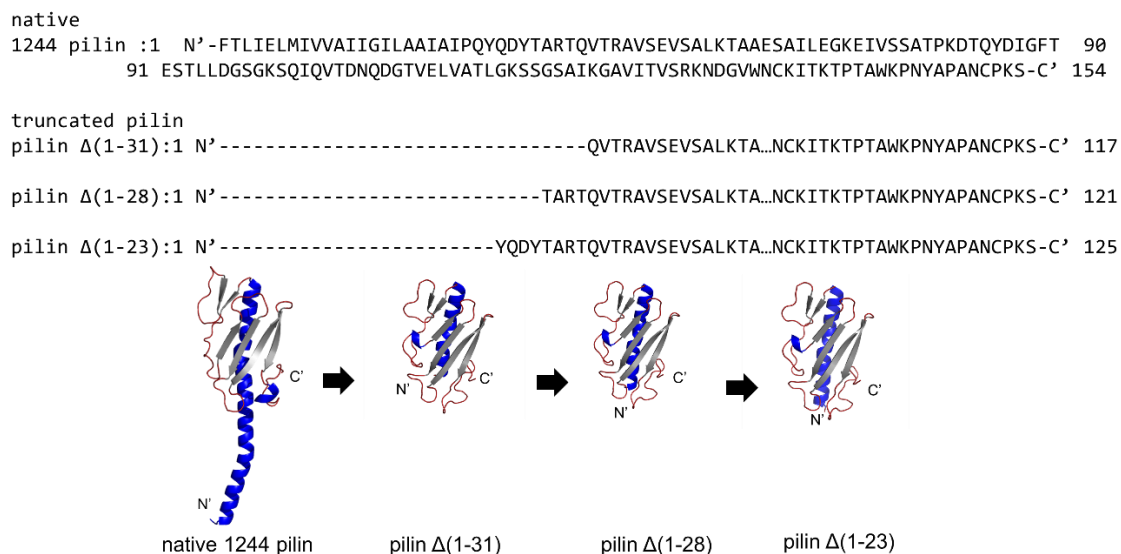 native
1244 pilin :1 N’-FTLIELMIVVAIIGILAAIAIPQYQDYTARTQVTRAVSEVSALKTAAESAILEGKEIVSSATPKDTQYDIGFT 90
91 ESTLLDGSGKSQIQVTDNQDGTVELVATLGKSSGSAIKGAVITVSRKNDGVWNCKITKTPTAWKPNYAPANCPKS-C’ 154
truncated pilin
pilin Δ(1-31):1 N’--------------------------------QVTRAVSEVSALKTA…NCKITKTPTAWKPNYAPANCPKS-C’ 117
pilin Δ(1-28):1 N’----------------------------TARTQVTRAVSEVSALKTA…NCKITKTPTAWKPNYAPANCPKS-C’ 121
pilin Δ(1-23):1 N’------------------------YQDYTARTQVTRAVSEVSALKTA…NCKITKTPTAWKPNYAPANCPKS-C’ 125
C’ N’ C’ N’ C’ N’ C’
N’
native 1244 pilin pilin Δ(1-31) pilin Δ(1-28) pilin Δ(1-23)